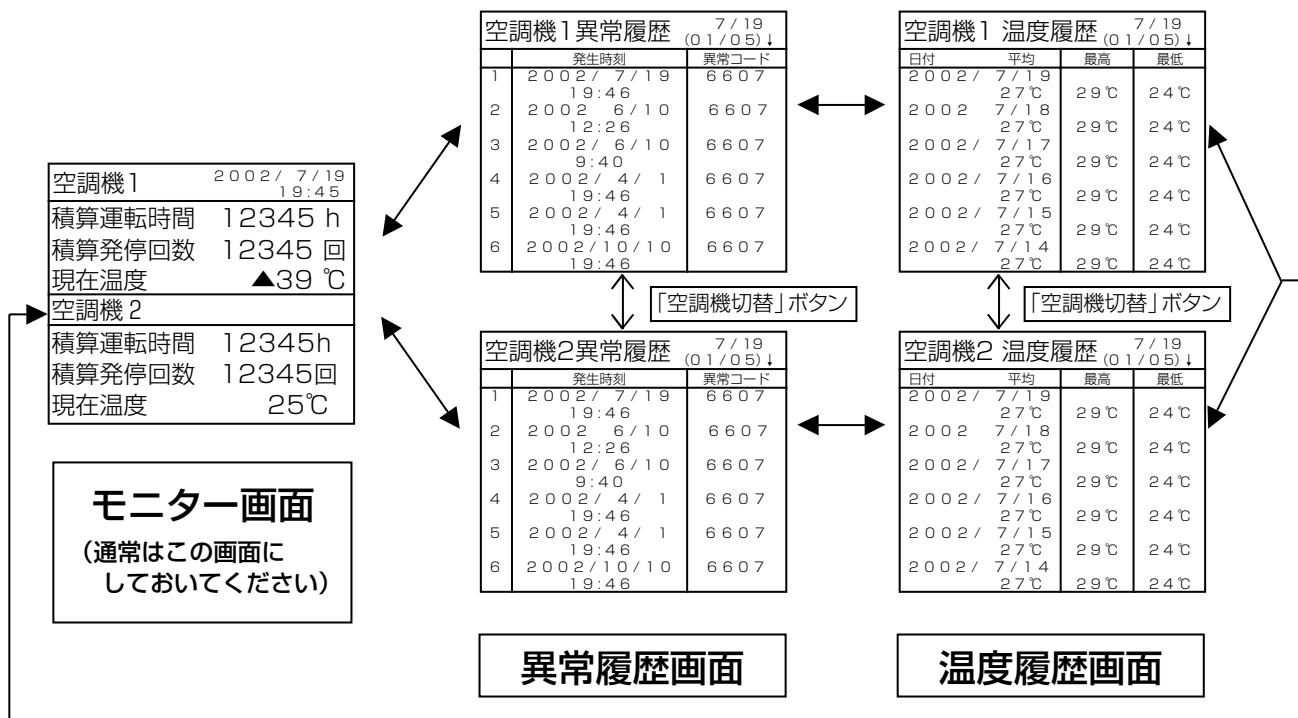 空調機1
2002/ 7/19
19:45
積算運転時間 12345 h
積算発停回数 12345 回
現在温度 ▲39 ℃
空調機 2
積算運転時間 12345h
積算発停回数 12345回
現在温度 25℃
モニター画面
(通常はこの画面に
しておいてください)
空調機1異常履歴 7/19
(01/05)↓
発生時刻 異常コード
1 2002/ 7/19 6607
19:46
2 2002 6/10 6607
12:26
3 2002/ 6/10 6607
9:40
4 2002/ 4/ 1 6607
19:46
5 2002/ 4/ 1 6607
19:46
6 2002/10/10 6607
19:46
「空調機切替」ボタン
空調機2異常履歴 7/19
(01/05)↓
発生時刻 異常コード
1 2002/ 7/19 6607
19:46
2 2002 6/10 6607
12:26
3 2002/ 6/10 6607
9:40
4 2002/ 4/ 1 6607
19:46
5 2002/ 4/ 1 6607
19:46
6 2002/10/10 6607
19:46
異常履歴画面
空調機1 温度履歴 7/19
(01/05)↓
日付 平均 最高 最低
2002/ 7/19
27℃ 29℃ 24℃
2002 7/18
27℃ 29℃ 24℃
2002/ 7/17
27℃ 29℃ 24℃
2002/ 7/16
27℃ 29℃ 24℃
2002/ 7/15
27℃ 29℃ 24℃
2002/ 7/14
27℃ 29℃ 24℃
「空調機切替」ボタン
空調機2 温度履歴 7/19
(01/05)↓
日付 平均 最高 最低
2002/ 7/19
27℃ 29℃ 24℃
2002 7/18
27℃ 29℃ 24℃
2002/ 7/17
27℃ 29℃ 24℃
2002/ 7/16
27℃ 29℃ 24℃
2002/ 7/15
27℃ 29℃ 24℃
2002/ 7/14
27℃ 29℃ 24℃
温度履歴画面